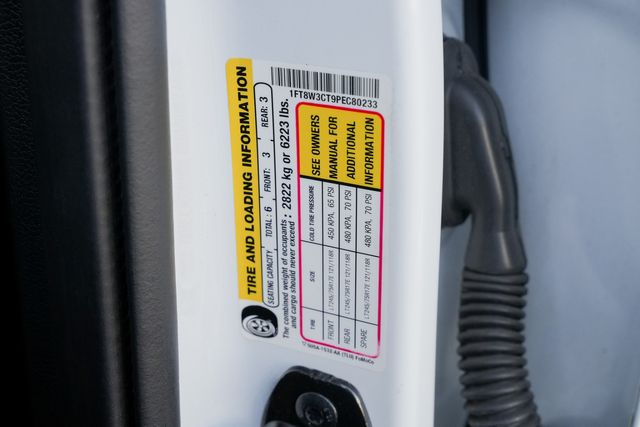 1FT8W3CT9PEC80233
TIRE AND LOADING INFORMATION
SEATING CAPACITY TOTAL: 6 FRONT: 3 REAR: 3
The combined weight of occupants : 2822 kg or 6223 lbs.
and cargo should never exceed
TIRE SIZE COLD TIRE PRESSURE SEE OWNERS
FRONT LT245/75R17E 121/118R 450 KPA, 65 PSI MANUAL FOR
REAR LT245/75R17E 121/118R 480 KPA, 70 PSI ADDITIONAL
SPARE LT245/75R17E 121/118R 480 KPA, 70 PSI INFORMATION
FoMoCo